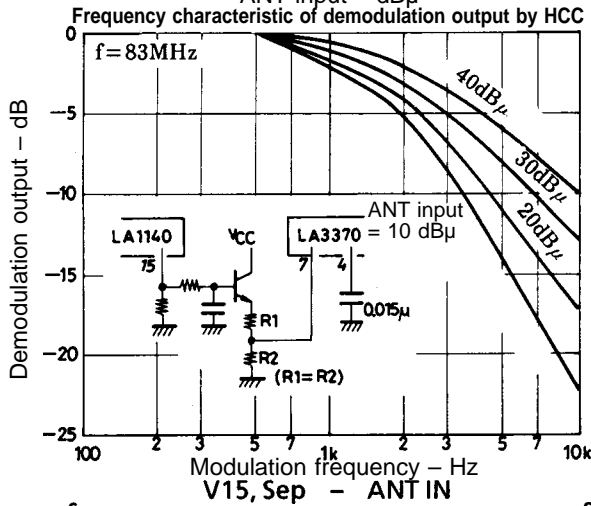 ANT input – dBμ
Frequency characteristic of demodulation output by HCC
f=83MHz
Demodulation output – dB
0
−5
−10
−15
−20
−25
40dBμ
30dBμ
20dBμ
ANT input
= 10 dBμ
LA1140
15
VCC
LA3370
7 4
R1
R2
(R1=R2)
0.015μ
100 2 3 5 7 1k 2 3 5 7 10k
Modulation frequency – Hz
V15, Sep – ANT IN